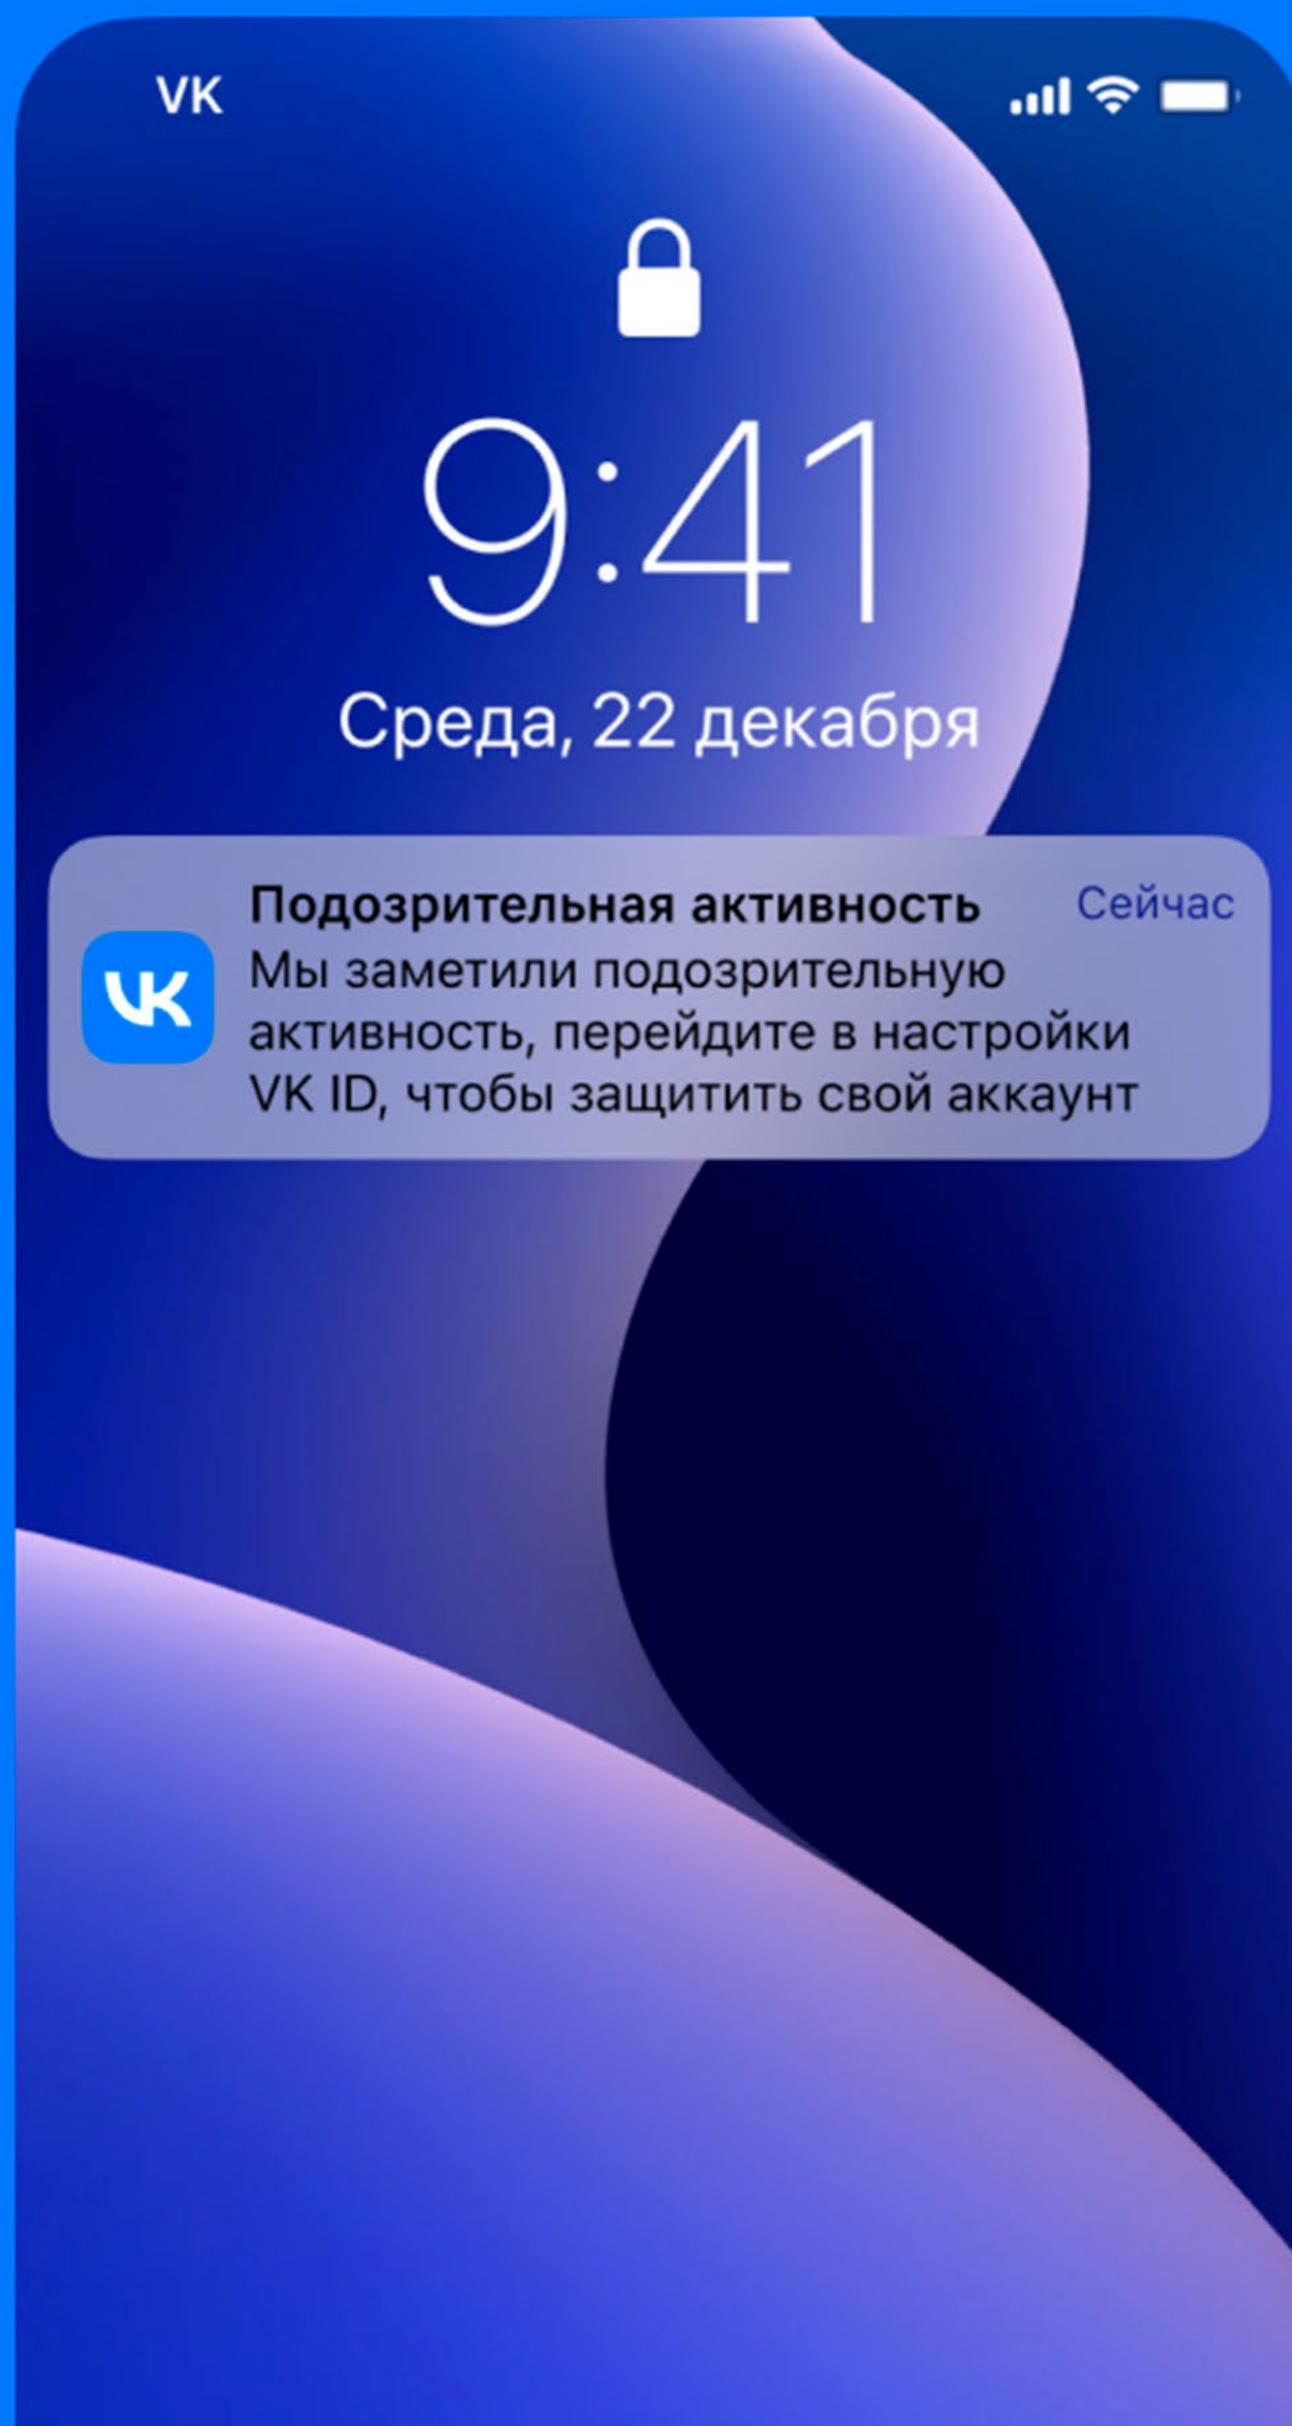 VK
9:41
Среда, 22 декабря
Подозрительная активность Сейчас
Мы заметили подозрительную
активность, перейдите в настройки
VK ID, чтобы защитить свой аккаунт
VK